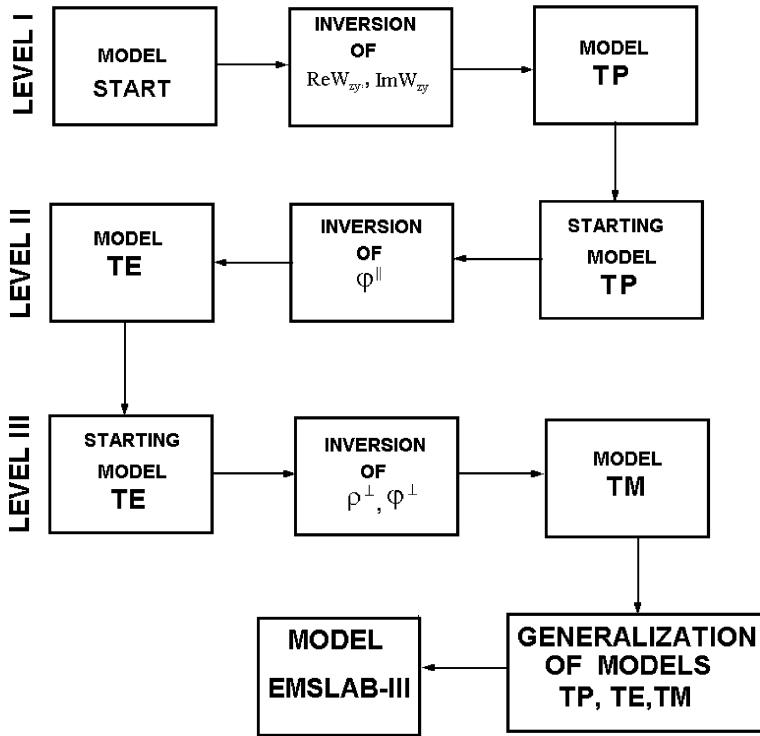 LEVEL I
MODEL
START
INVERSION
OF
ReW_zy, ImW_zy
MODEL
TP
LEVEL II
MODEL
TE
INVERSION
OF
φ^∥
STARTING
MODEL
TP
LEVEL III
STARTING
MODEL
TE
INVERSION
OF
ρ^⊥, φ^⊥
MODEL
TM
MODEL
EMSLAB-III
GENERALIZATION
OF MODELS
TP, TE,TM